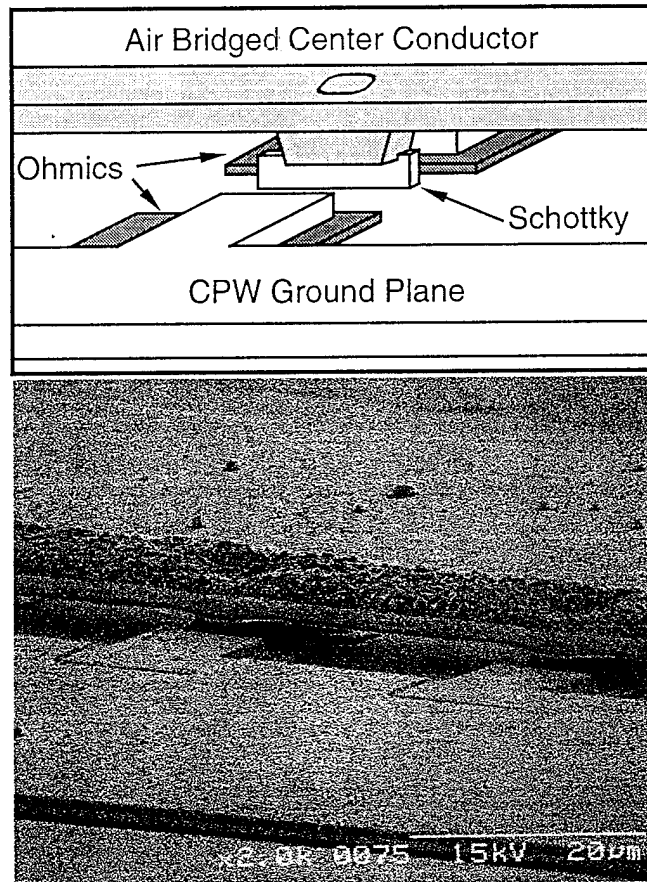 Air Bridged Center Conductor
Ohmics
Schottky
CPW Ground Plane
x2.0k 0075 15kV 20µm